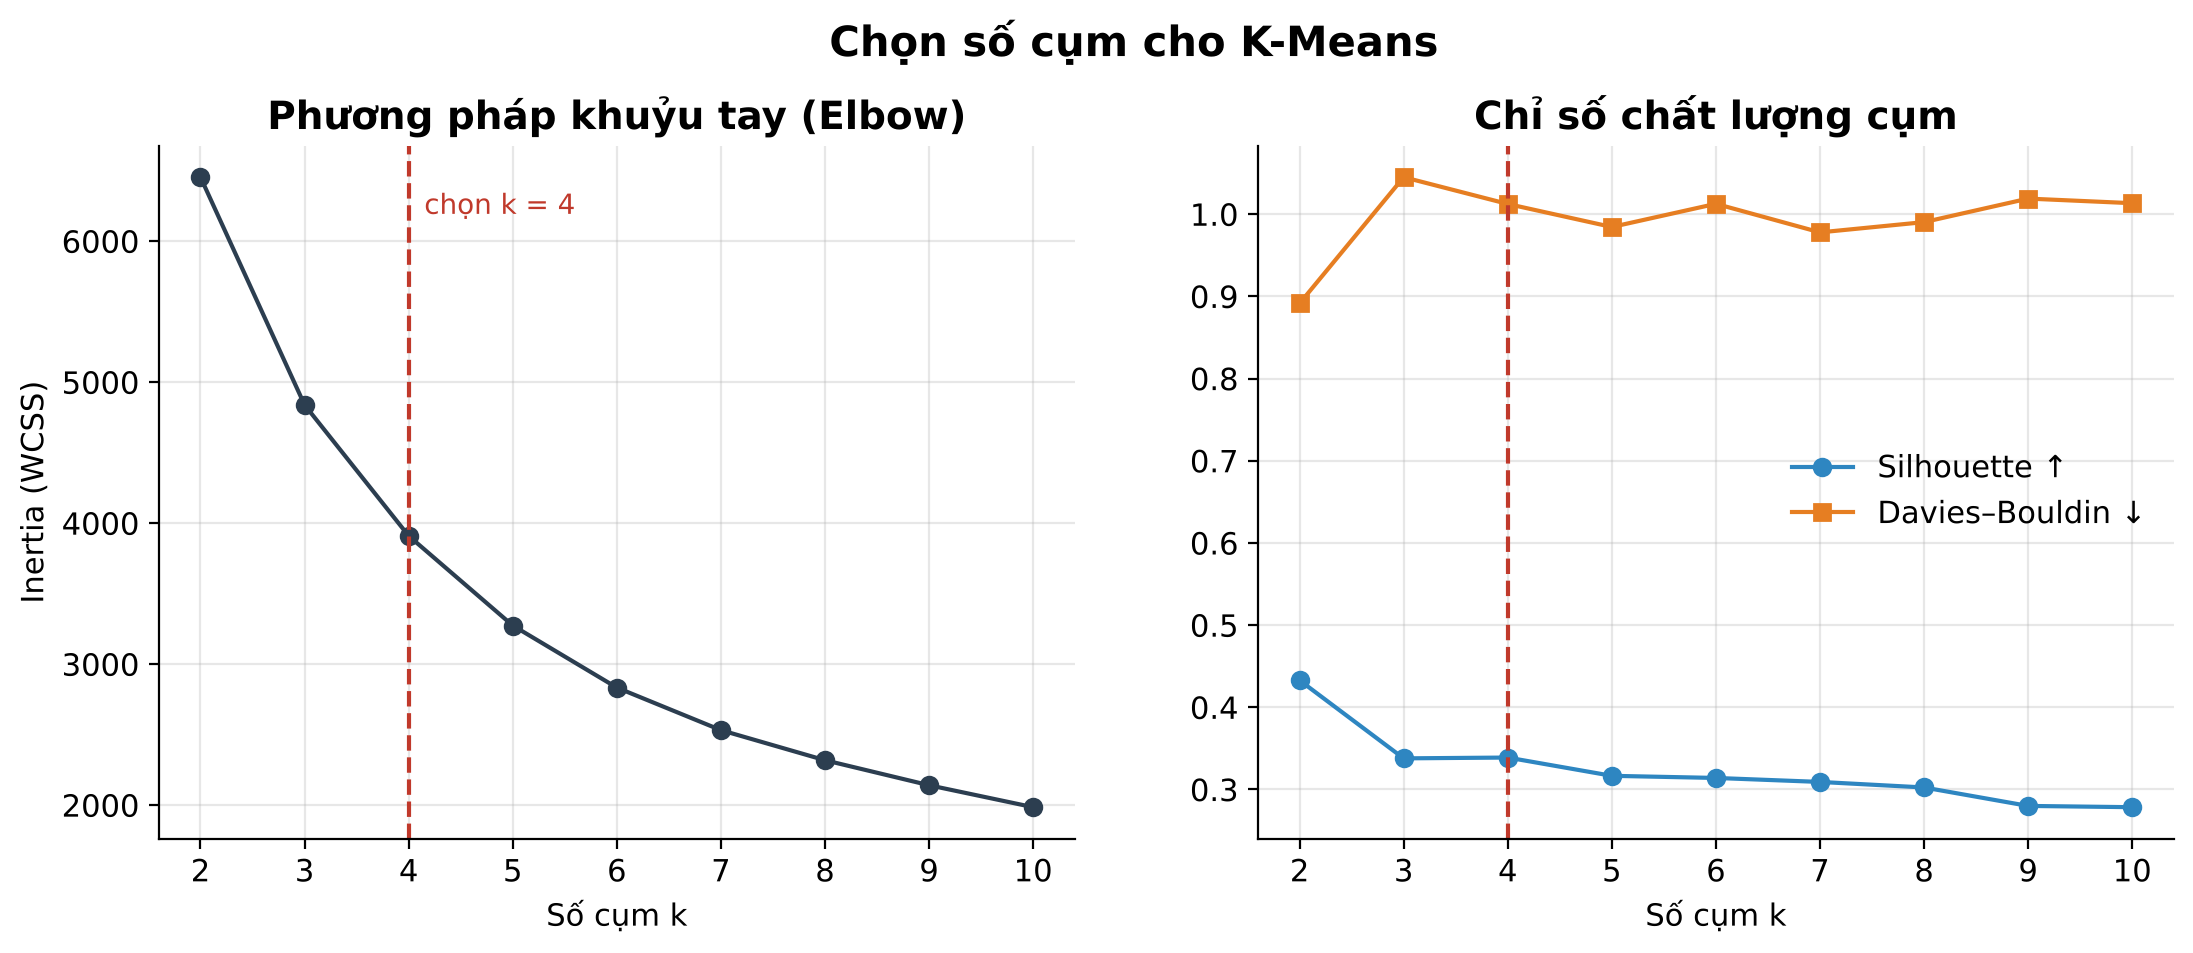 Chọn số cụm cho K-Means
Phương pháp khuỷu tay (Elbow)
chọn k = 4
Inertia (WCSS)
6000
5000
4000
3000
2000
2 3 4 5 6 7 8 9 10
Số cụm k
Chỉ số chất lượng cụm
1.0
0.9
0.8
0.7
0.6
0.5
0.4
0.3
Silhouette ↑
Davies–Bouldin ↓
2 3 4 5 6 7 8 9 10
Số cụm k